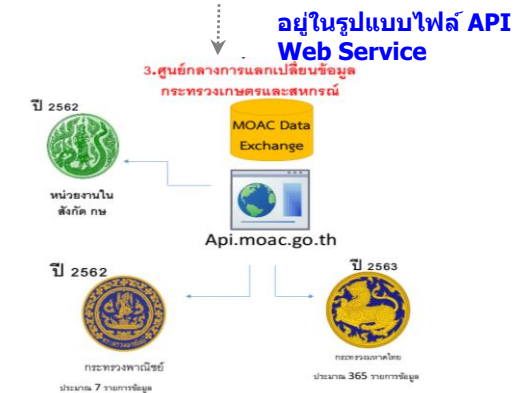 อยู่ในรูปแบบไฟล์ API
Web Service
3.ศูนย์กลางการแลกเปลี่ยนข้อมูล
กระทรวงเกษตรและสหกรณ์
ปี 2562
MOAC Data
Exchange
หน่วยงานใน
สังกัด กษ
Api.moac.go.th
ปี 2562
ปี 2563
กระทรวงพาณิชย์
ประมาณ 7 รายการข้อมูล
กระทรวงมหาดไทย
ประมาณ 365 รายการข้อมูล